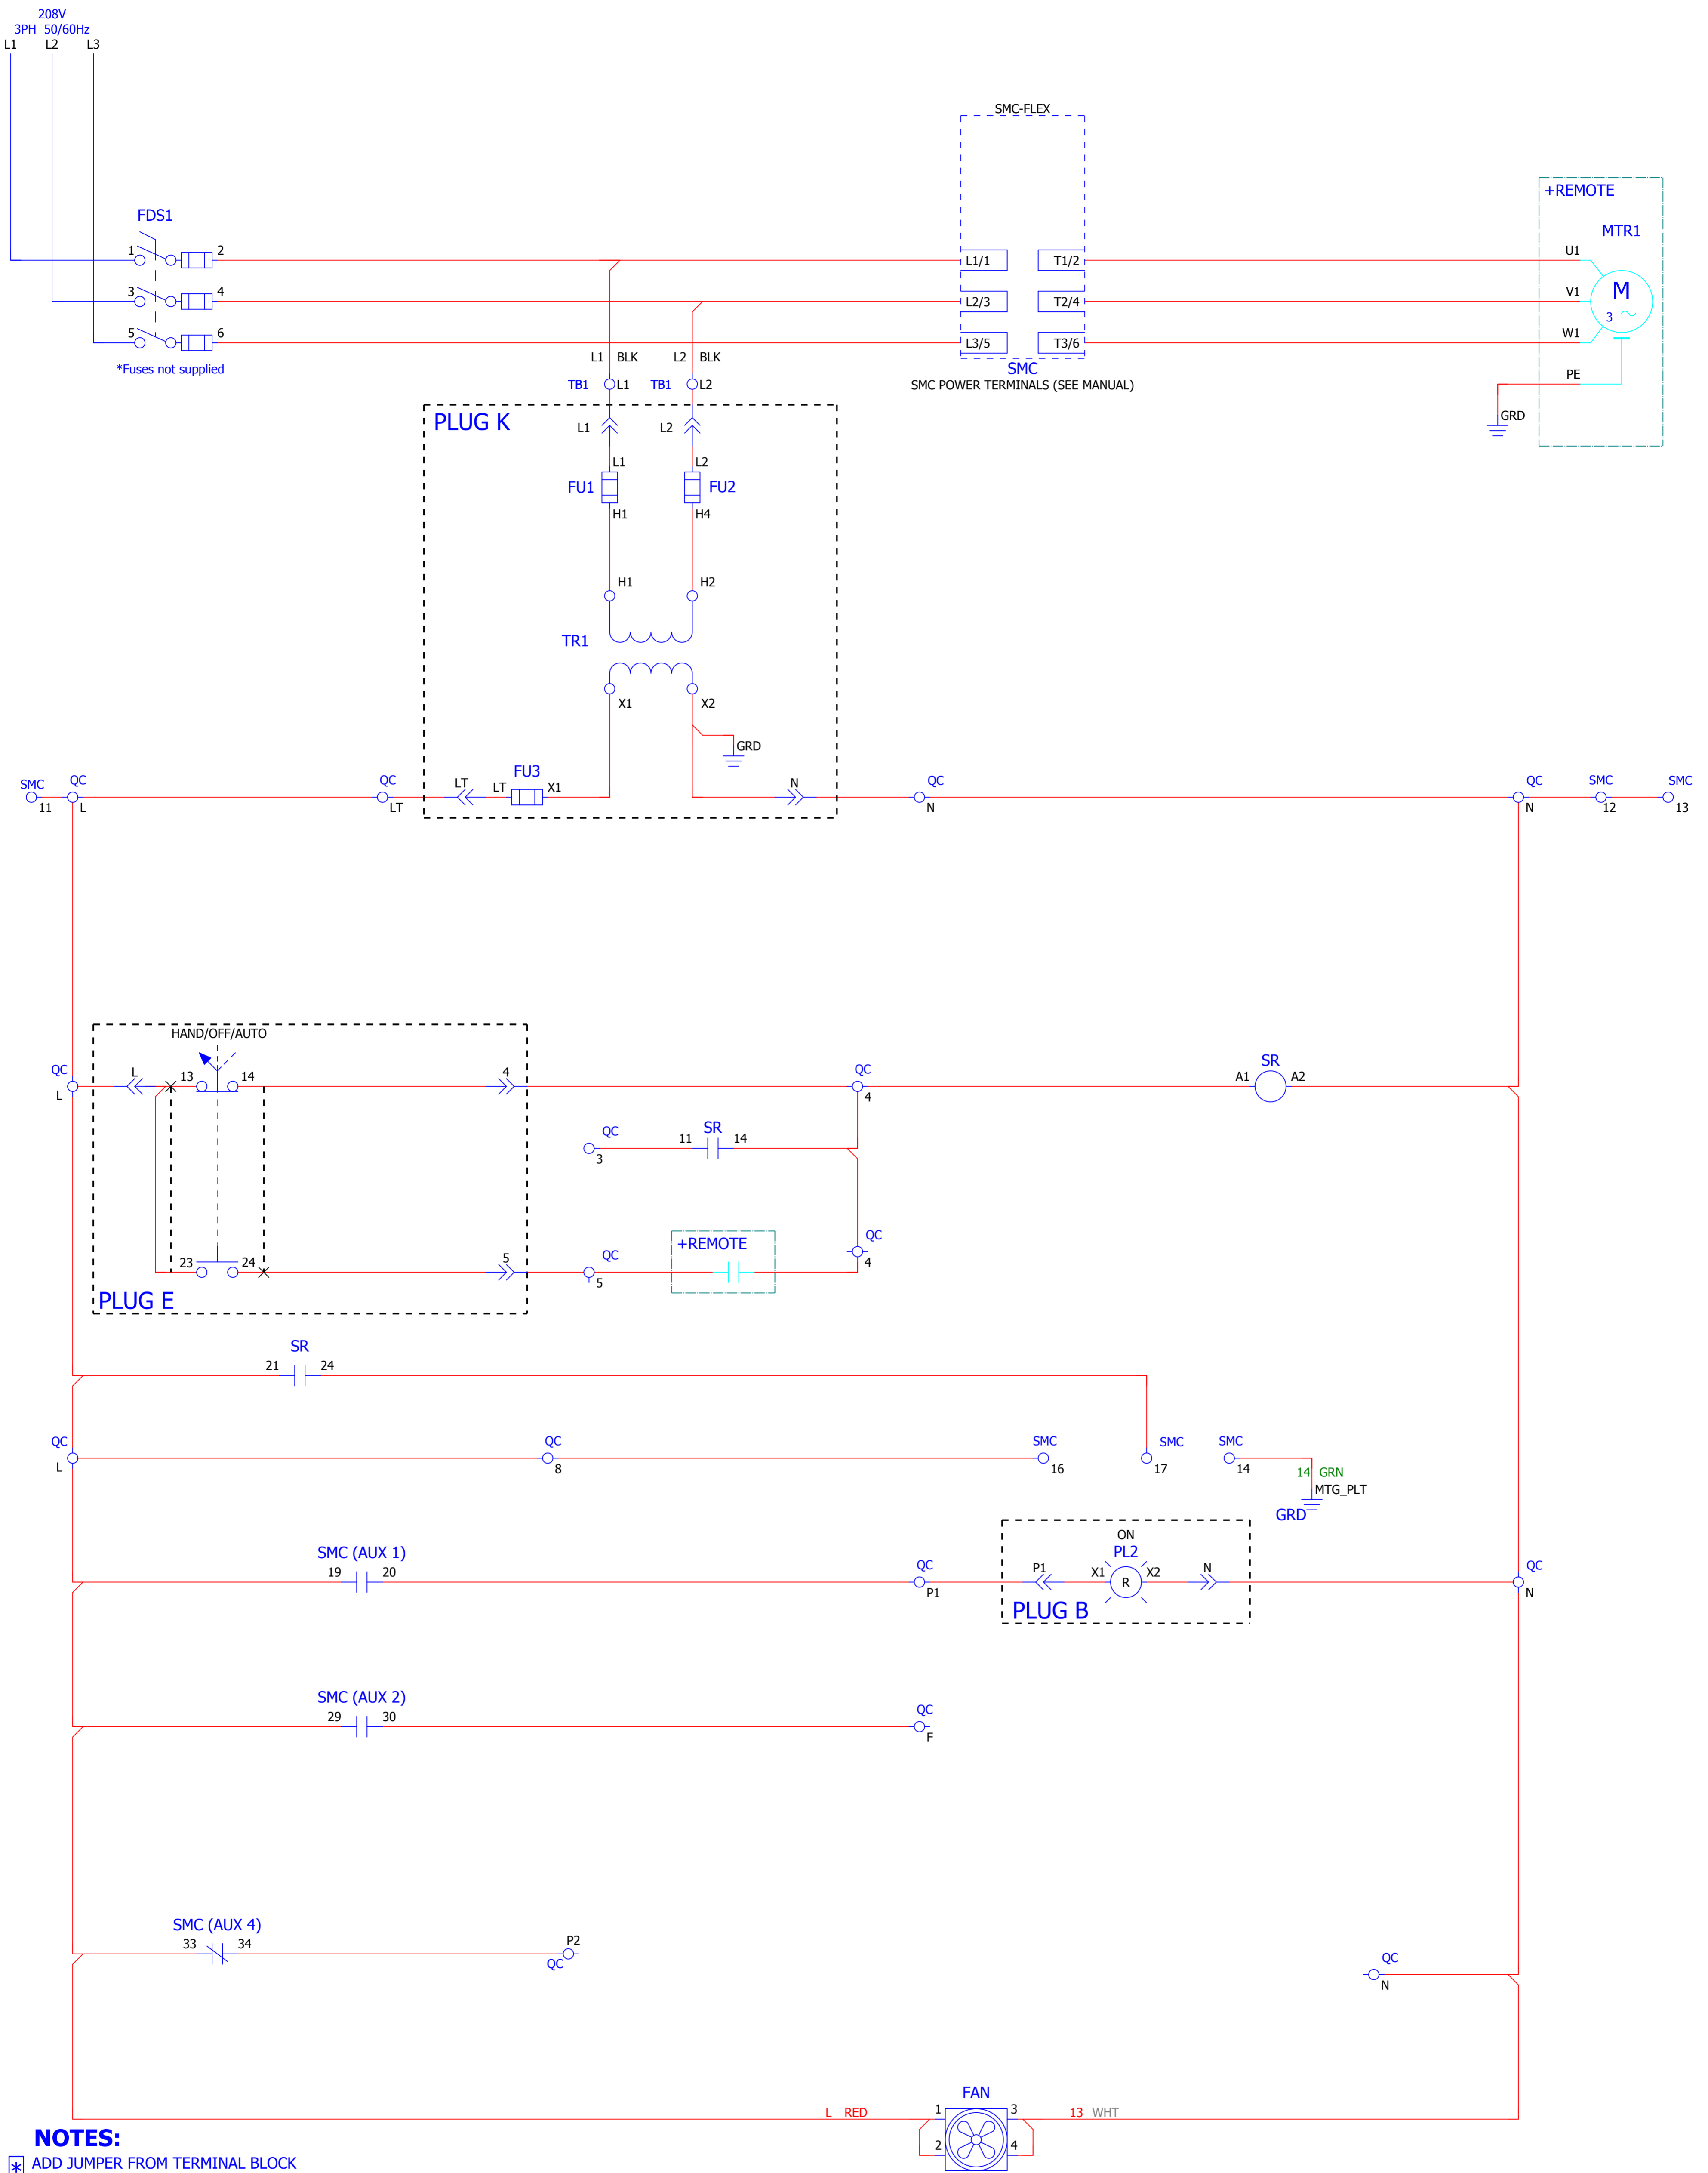 208V
3PH 50/60Hz
L1 L2 L3
SMC-FLEX
+REMOTE
FDS1
MTR1
1 2
L1/1 T1/2
U1
3 4
L2/3 T2/4
V1
M
3
5 6
L3/5 T3/6
W1
*Fuses not supplied
L1 BLK L2 BLK
SMC
SMC POWER TERMINALS (SEE MANUAL)
PE
TB1 L1 TB1 L2
GRD
PLUG K
L1 L2
L1 L2
FU1 FU2
H1 H4
H1 H2
TR1
X1 X2
GRD
SMC QC QC LT LT FU3 X1 N QC QC SMC SMC
11 L LT N N 12 13
HAND/OFF/AUTO
QC L 13 14 4 QC SR
A1 A2
L 4
QC 11 SR 14
3
+REMOTE
QC
4
23 24 5 QC
5
PLUG E
SR
21 24
QC QC SMC SMC SMC
L 8 16 17 14
14 GRN
MTG_PLT
GRD
ON
PL2
SMC (AUX 1)
19 20 QC P1 X1 R X2 N QC
P1 N
PLUG B
SMC (AUX 2)
29 30 QC
F
SMC (AUX 4)
33 34 P2
QC
QC
N
FAN
L RED 1 3 13 WHT
2 4
NOTES:
* ADD JUMPER FROM TERMINAL BLOCK